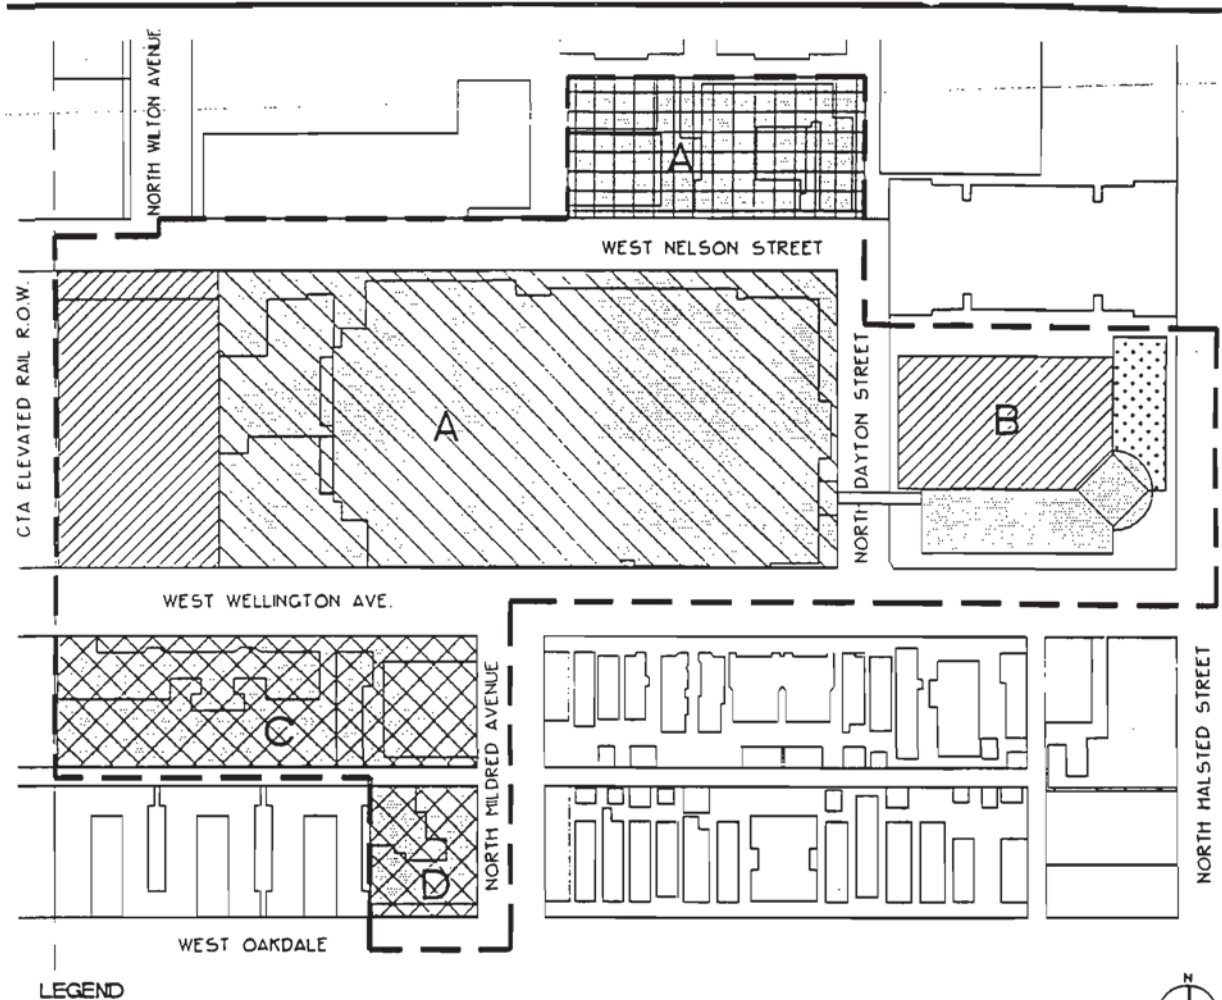 NORTH WILTON AVENUE
A
WEST NELSON STREET
CTA ELEVATED RAIL R.O.W.
A
NORTH DAYTON STREET
B
WEST WELLINGTON AVE.
C
NORTH MILDRED AVENUE
NORTH HALSTED STREET
D
WEST OAKDALE
LEGEND
N